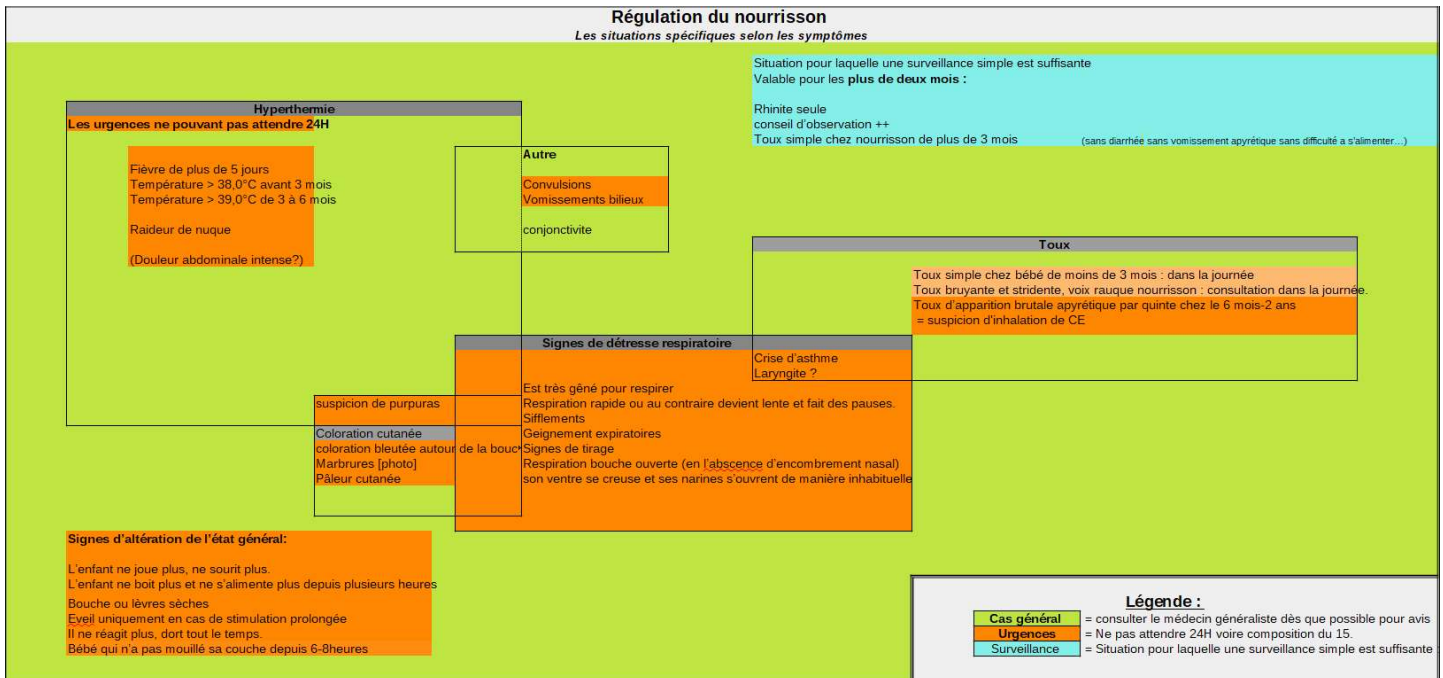 Régulation du nourrisson
Les situations spécifiques selon les symptômes
Situation pour laquelle une surveillance simple est suffisante
Valable pour les plus de deux mois :
Rhinite seule
conseil d'observation ++
Toux simple chez nourrisson de plus de 3 mois (sans diarrhée sans vomissement apyrétique sans difficulté a s'alimenter…)
Hyperthermie
Les urgences ne pouvant pas attendre 24H
Fièvre de plus de 5 jours
Température > 38,0°C avant 3 mois
Température > 39,0°C de 3 à 6 mois
Raideur de nuque
(Douleur abdominale intense?)
Autre
Convulsions
Vomissements bilieux
conjonctivite
Toux
Toux simple chez bébé de moins de 3 mois : dans la journée
Toux bruyante et stridente, voix rauque nourrisson : consultation dans la journée.
Toux d'apparition brutale apyrétique par quinte chez le 6 mois-2 ans
= suspicion d'inhalation de CE
Crise d'asthme
Laryngite ?
Signes de détresse respiratoire
Est très gêné pour respirer
Respiration rapide ou au contraire devient lente et fait des pauses.
Sifflements
Geignement expiratoires
Signes de tirage
Respiration bouche ouverte (en l'abscence d'encombrement nasal)
son ventre se creuse et ses narines s'ouvrent de manière inhabituelle
suspicion de purpuras
Coloration cutanée
coloration bleutée autour de la bouc
Marbrures [photo]
Pâleur cutanée
Signes d'altération de l'état général:
L'enfant ne joue plus, ne sourit plus.
L'enfant ne boit plus et ne s'alimente plus depuis plusieurs heures
Bouche ou lèvres sèches
Eveil uniquement en cas de stimulation prolongée
Il ne réagit plus, dort tout le temps.
Bébé qui n'a pas mouillé sa couche depuis 6-8heures
Légende :
Cas général = consulter le médecin généraliste dès que possible pour avis
Urgences = Ne pas attendre 24H voire composition du 15.
Surveillance = Situation pour laquelle une surveillance simple est suffisante